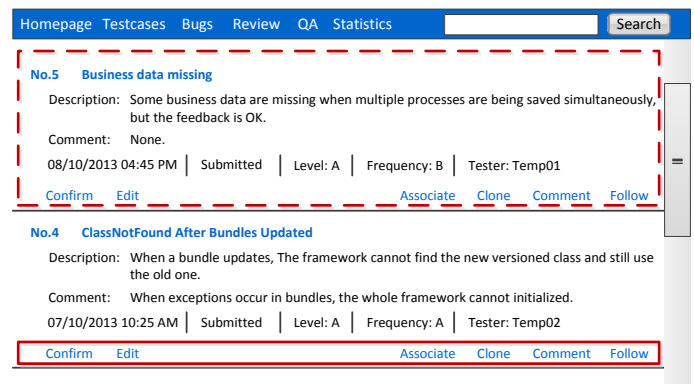 Homepage Testcases Bugs Review QA Statistics Search
No.5 Business data missing
Description: Some business data are missing when multiple processes are being saved simultaneously,
but the feedback is OK.
Comment: None.
08/10/2013 04:45 PM | Submitted | Level: A | Frequency: B | Tester: Temp01
Confirm Edit Associate Clone Comment Follow
No.4 ClassNotFound After Bundles Updated
Description: When a bundle updates, The framework cannot find the new versioned class and still use
the old one.
Comment: When exceptions occur in bundles, the whole framework cannot initialized.
07/10/2013 10:25 AM | Submitted | Level: A | Frequency: A | Tester: Temp02
Confirm Edit Associate Clone Comment Follow